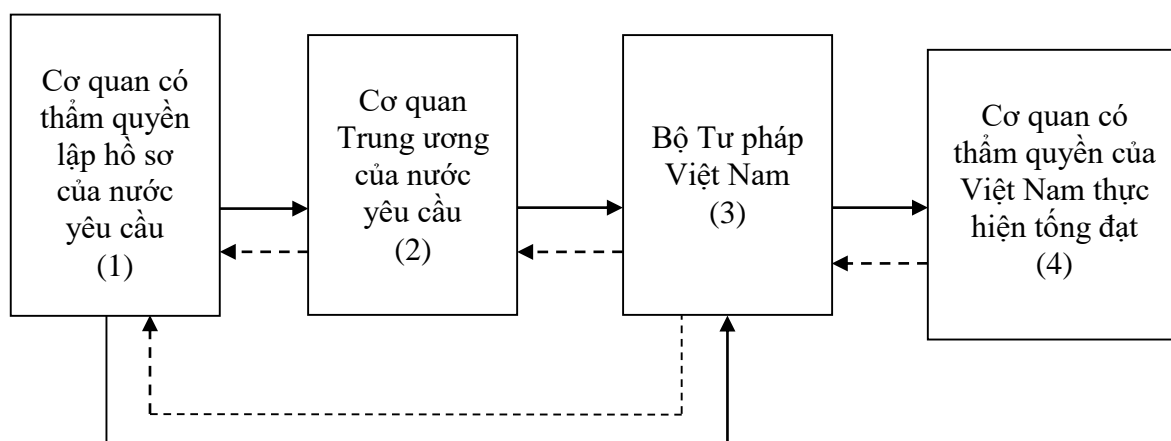 Cơ quan có
thẩm quyền
lập hồ sơ
của nước
yêu cầu
(1)
Cơ quan
Trung ương
của nước
yêu cầu
(2)
Bộ Tư pháp
Việt Nam
(3)
Cơ quan có
thẩm quyền của
Việt Nam thực
hiện tống đạt
(4)